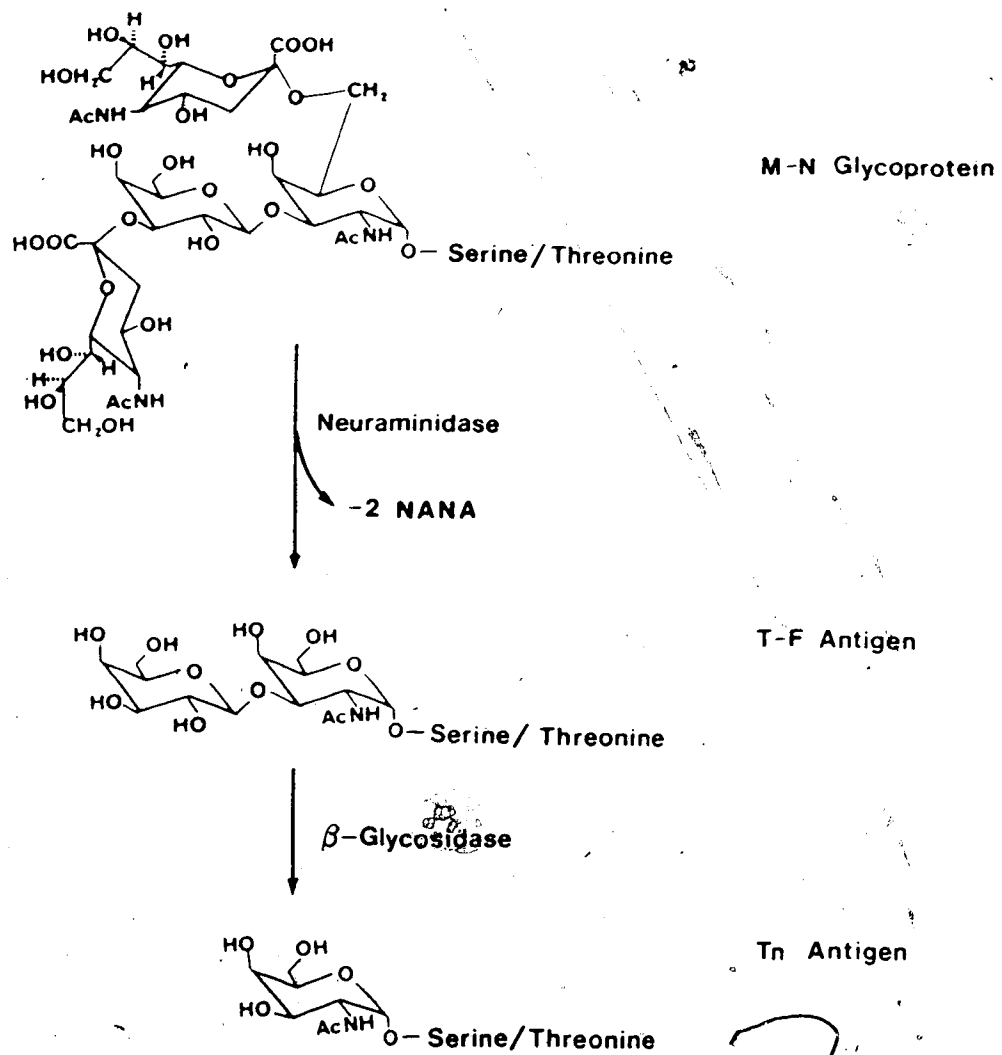 H
HO
OH
COOH
HOH₂C
H
O
O
CH₂
AcNH
OH
HO
OH
HO
M-N Glycoprotein
O
O
O
O
HO
AcNH
HOOC
O— Serine/Threonine
O
OH
HO
H
H
HO
AcNH
CH₂OH
Neuraminidase
-2 NANA
HO
OH
HO
OH
T-F Antigen
O
O
HO
O
HO
AcNH
O—Serine/ Threonine
β-Glycosidase
HO
OH
Tn Antigen
O
HO
AcNH
O— Serine/Threonine